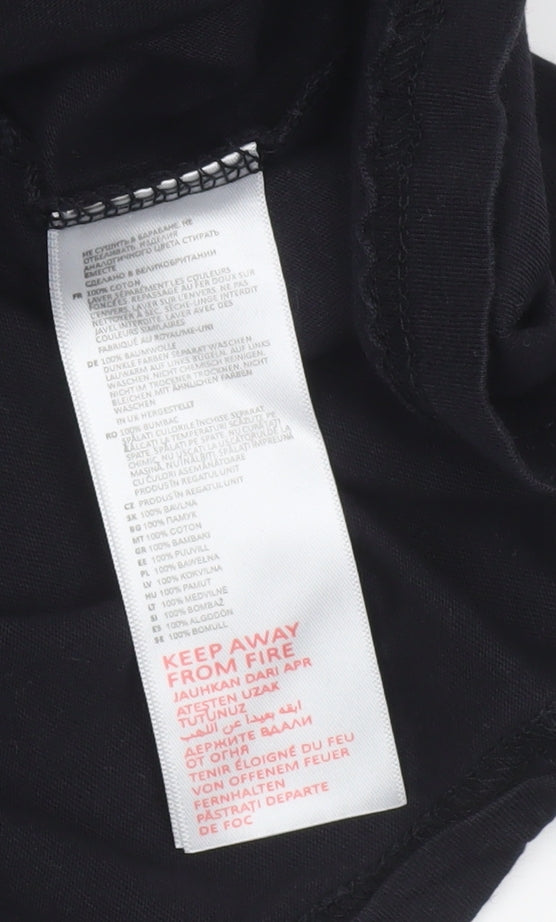 НЕ СУШИТЬ В БАРАБАНЕ. НЕ
ОТБЕЛИВАТЬ. ИЗДЕЛИЯ
АНАЛОГИЧНОГО ЦВЕТА СТИРАТЬ
ВМЕСТЕ
СДЕЛАНО В ВЕЛИКОБРИТАНИИ
FR 100% COTON
LAVER SÉPARÉMENT LES COULEURS
FONCÉES. REPASSAGE AU FER DOUX SUR
L'ENVERS. LAVER SUR L'ENVERS. NE PAS
NETTOYER À SEC. SÈCHE-LINGE INTERDIT
JAVEL INTERDITE. LAVER AVEC DES
COULEURS SIMILAIRES
FABRIQUÉ AU ROYAUME-UNI
DE 100% BAUMWOLLE
DUNKLE FARBEN SEPARAT WASCHEN
LAUWARM AUF LINKS BÜGELN. AUF LINKS
WASCHEN. NICHT CHEMISCH REINIGEN.
NICHT IM TROCKNER TROCKNEN. NICHT
BLEICHEN. MIT ÄHNLICHEN FARBEN
WASCHEN
IN UK HERGESTELLT
RO 100% BUMBAC
SPĂLAȚI CULORILE ÎNCHISE SEPARAT
CĂLCAȚI LA TEMPERATURI SCĂZUTE PE
SPATE. SPĂLAȚI PE SPATE. NU CURĂȚAȚI
CHIMIC. NU USCAȚI LA USCĂTORUL DE LA
MAȘINĂ. NU ÎNĂLBIȚI. SPĂLAȚI ÎMPREUNĂ
CU CULORI ASEMĂNĂTOARE
PRODUS ÎN REGATUL UNIT
CZ PRODUS ÎN REGATUL UNIT
SK 100% BAVLNA
BG 100% ПАМУК
MT 100% COTON
GR 100% BAMBAKI
EE 100% PUUVILL
PL 100% BAWEŁNA
LV 100% KOKVILNA
HU 100% PAMUT
LT 100% MEDVILNĖ
SI 100% BOMBAŽ
ES 100% ALGODÓN
SE 100% BOMULL
KEEP AWAY
FROM FIRE
JAUHKAN DARI APR
ATEŞTEN UZAK
TUTUNUZ
ابقه بعيداً عن اللهب
ДЕРЖИТЕ ВДАЛИ
ОТ ОГНЯ
TENIR ÉLOIGNÉ DU FEU
VON OFFENEM FEUER
FERNHALTEN
PĂSTRAȚI DEPARTE
DE FOC